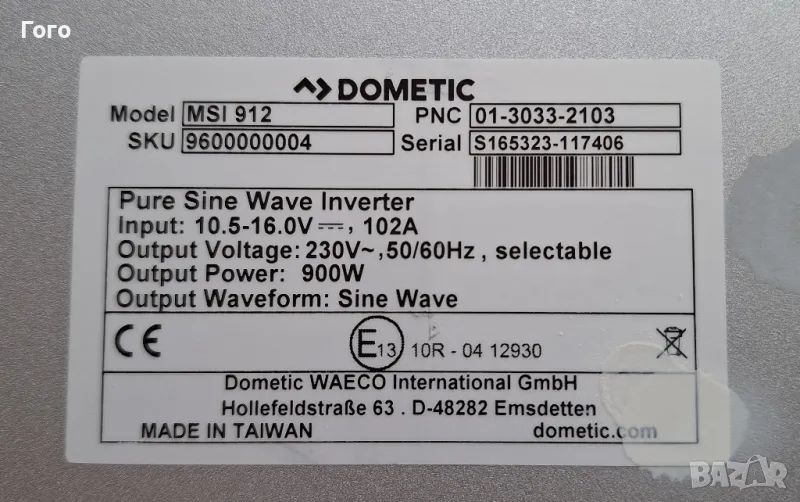 Гого
DOMETIC
Model MSI 912 PNC 01-3033-2103
SKU 9600000004 Serial S165323-117406
Pure Sine Wave Inverter
Input: 10.5-16.0V⎓, 102A
Output Voltage: 230V~,50/60Hz, selectable
Output Power: 900W
Output Waveform: Sine Wave
CE E13 10R - 04 12930
Dometic WAECO International GmbH
Hollefeldstraße 63 . D-48282 Emsdetten
MADE IN TAIWAN dometic.com
BAZAR